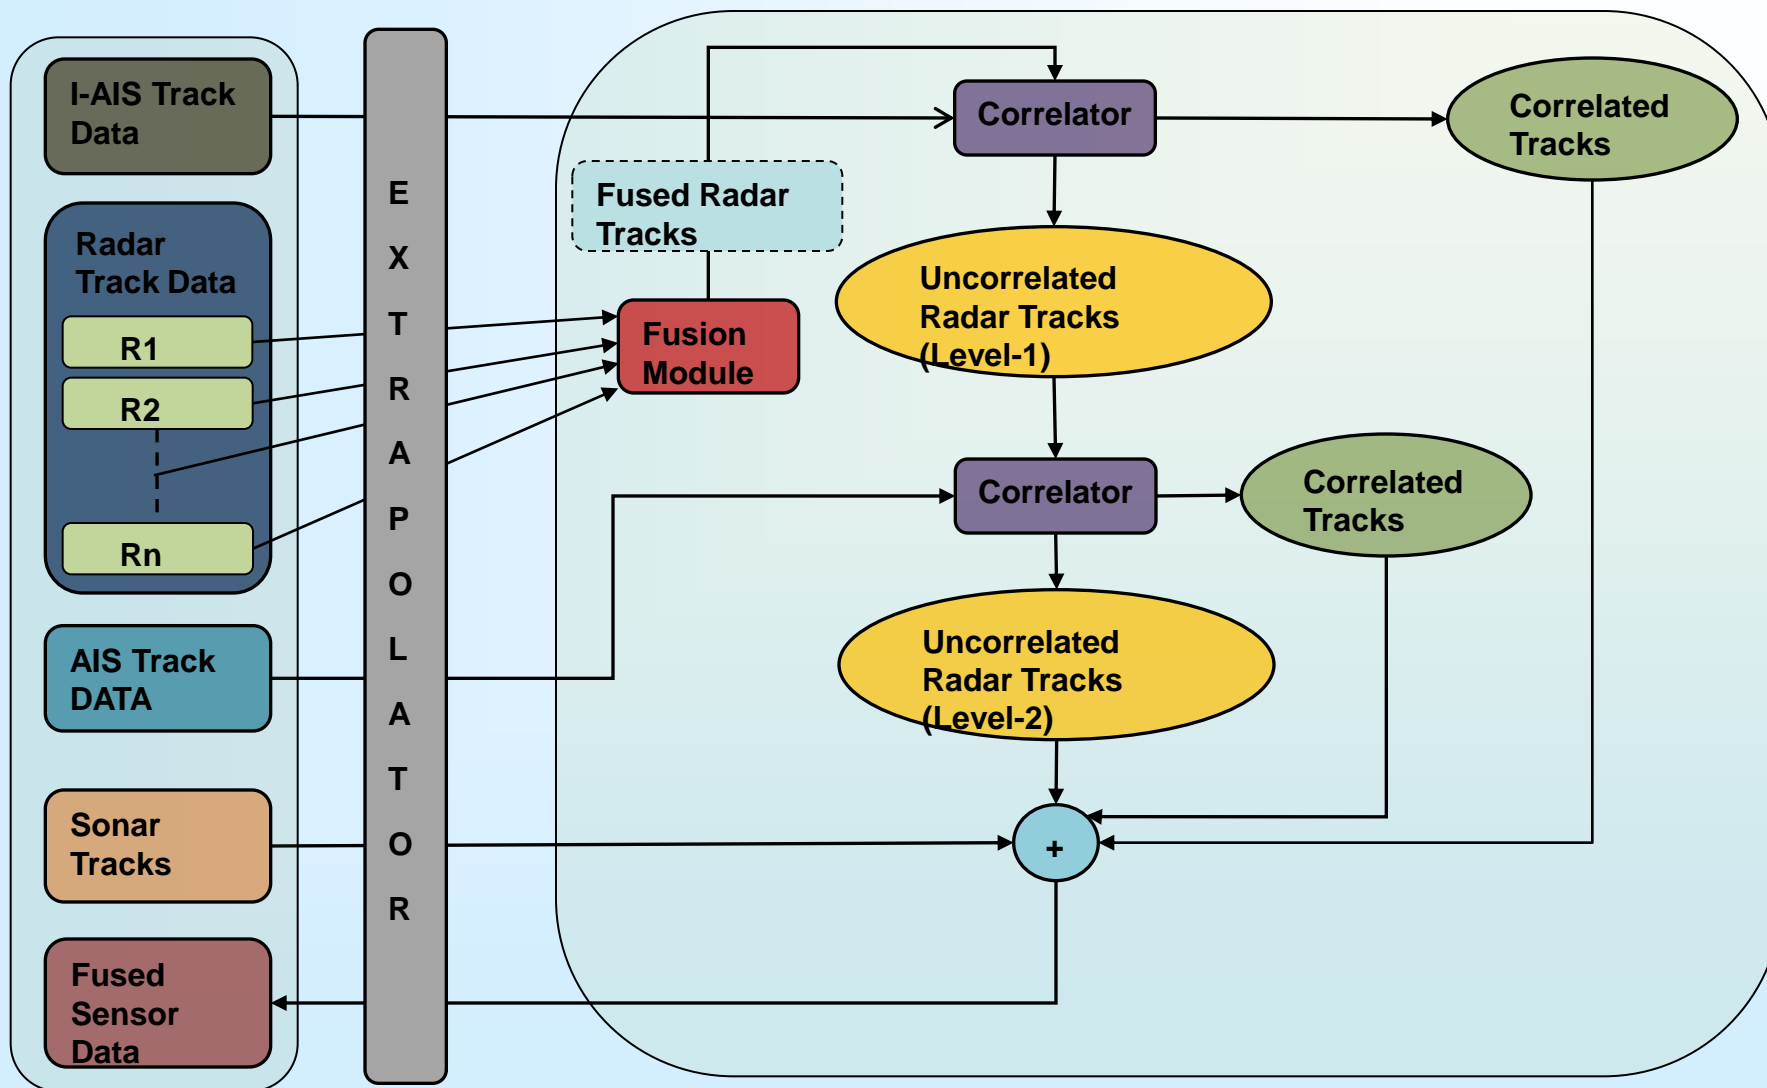 I-AIS Track
Data
Radar
Track Data
R1
R2
Rn
AIS Track
DATA
Sonar
Tracks
Fused
Sensor
Data
E
X
T
R
A
P
O
L
A
T
O
R
Fused Radar
Tracks
Fusion
Module
Correlator
Correlated
Tracks
Uncorrelated
Radar Tracks
(Level-1)
Correlator
Correlated
Tracks
Uncorrelated
Radar Tracks
(Level-2)
+